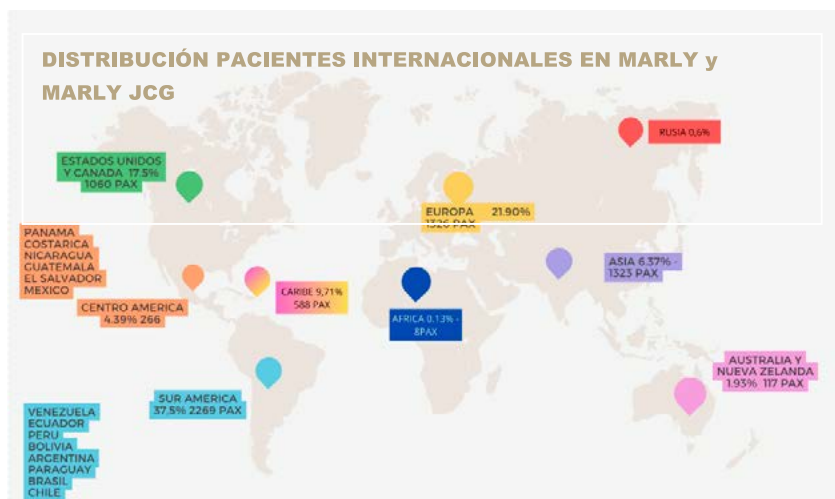 DISTRIBUCIÓN PACIENTES INTERNACIONALES EN MARLY y
MARLY JCG
RUSIA 0,6%
ESTADOS UNIDOS
Y CANADA 17.5%
1060 PAX
EUROPA 21.90%
1326 PAX
PANAMA
COSTARICA
NICARAGUA
GUATEMALA
EL SALVADOR
MEXICO
ASIA 6.37% -
1323 PAX
CARIBE 9,71%
588 PAX
CENTRO AMERICA
4.39% 266
AFRICA 0.13% -
8PAX
AUSTRALIA Y
NUEVA ZELANDA
1.93% 117 PAX
SUR AMERICA
37.5% 2269 PAX
VENEZUELA
ECUADOR
PERU
BOLIVIA
ARGENTINA
PARAGUAY
BRASIL
CHILE